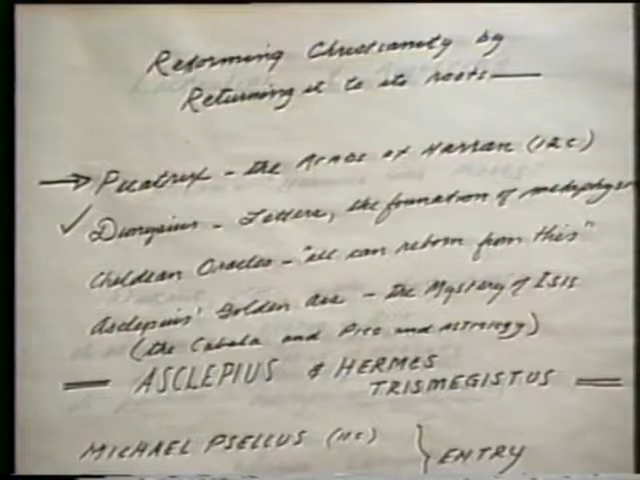 Reforming Christianity by
Returning it to its roots—
→ Picatrix - the Arabs of Harran (12C)
✓ Dionysius - Letters, the foundation of metaphysi
Chaldean Oracles - "all can reborn from this"
Asclepius' Golden Ass - the Mystery of Isis
(the Cabala and Pico and Astrology)
= ASCLEPIUS & HERMES
TRISMEGISTUS =
MICHAEL PSELLUS (11C) } ENTRY